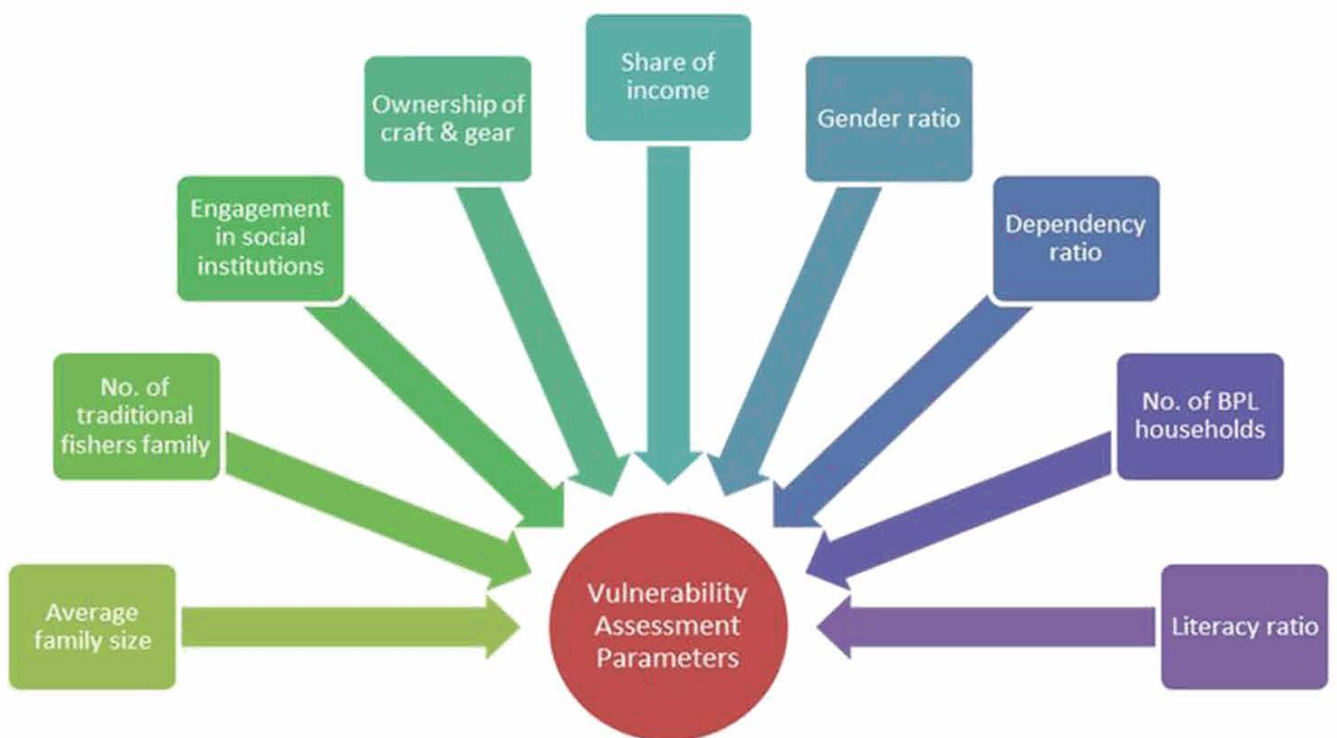 Share of
income
Ownership of
craft & gear
Gender ratio
Engagement
in social
institutions
Dependency
ratio
No. of
traditional
fishers family
No. of BPL
households
Average
family size
Vulnerability
Assessment
Parameters
Literacy ratio